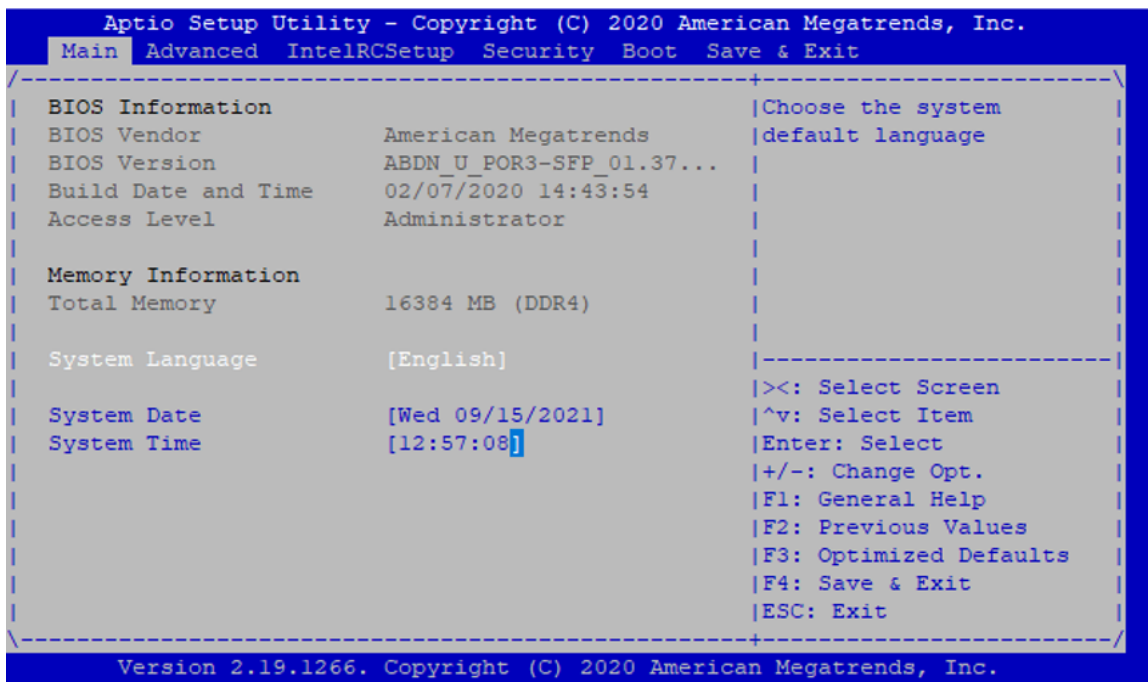 Aptio Setup Utility - Copyright (C) 2020 American Megatrends, Inc.
Main Advanced IntelRCSetup Security Boot Save & Exit
BIOS Information
BIOS Vendor American Megatrends
BIOS Version ABDN_U_POR3-SFP_01.37...
Build Date and Time 02/07/2020 14:43:54
Access Level Administrator
Memory Information
Total Memory 16384 MB (DDR4)
System Language [English]
System Date [Wed 09/15/2021]
System Time [12:57:08]
Choose the system
default language
><: Select Screen
^v: Select Item
Enter: Select
+/-: Change Opt.
F1: General Help
F2: Previous Values
F3: Optimized Defaults
F4: Save & Exit
ESC: Exit
Version 2.19.1266. Copyright (C) 2020 American Megatrends, Inc.